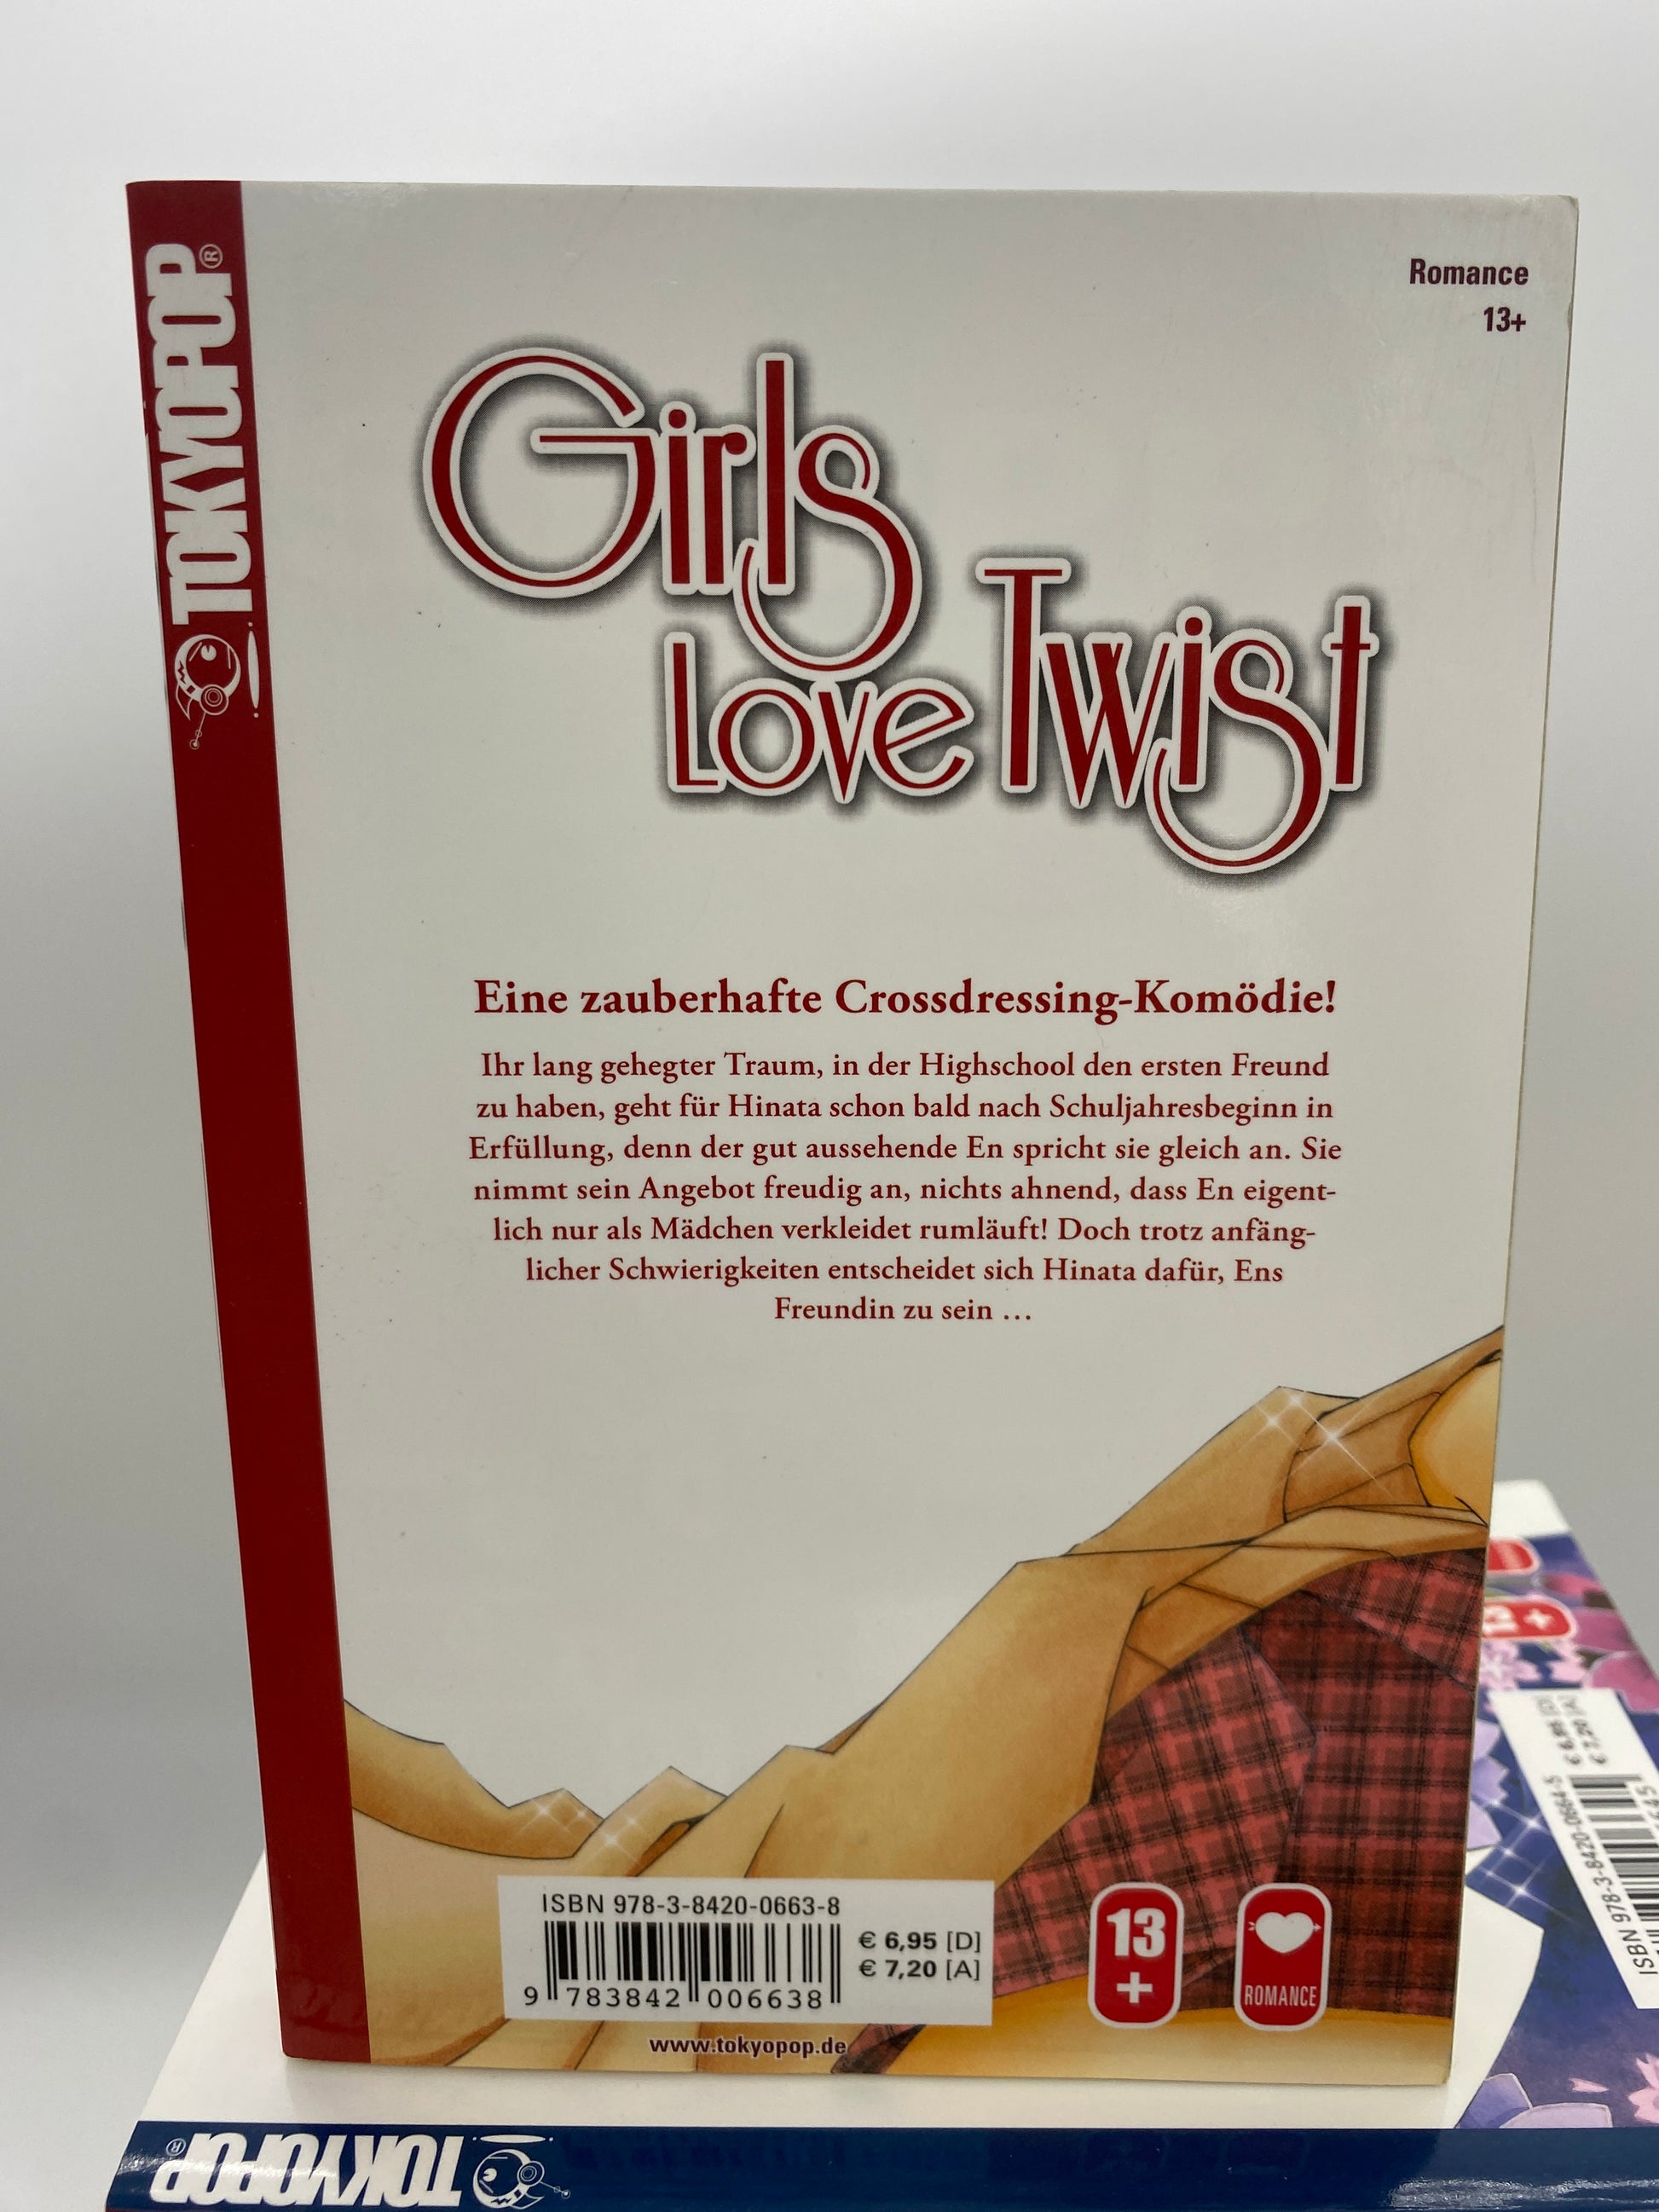 TOKYOPOP®
Romance
13+
Girls
Love Twist
Eine zauberhafte Crossdressing-Komödie!
Ihr lang gehegter Traum, in der Highschool den ersten Freund
zu haben, geht für Hinata schon bald nach Schuljahresbeginn in
Erfüllung, denn der gut aussehende En spricht sie gleich an. Sie
nimmt sein Angebot freudig an, nichts ahnend, dass En eigent-
lich nur als Mädchen verkleidet rumläuft! Doch trotz anfäng-
licher Schwierigkeiten entscheidet sich Hinata dafür, Ens
Freundin zu sein ...
ISBN 978-3-8420-0663-8
€ 6,95 [D]
€ 7,20 [A]
9 783842 006638
www.tokyopop.de
13
+
ROMANCE
13
+
ISBN 978-3-8420-0664-5
€ 6,95 [D]
€ 7,20 [A]
TOKYOPOP®